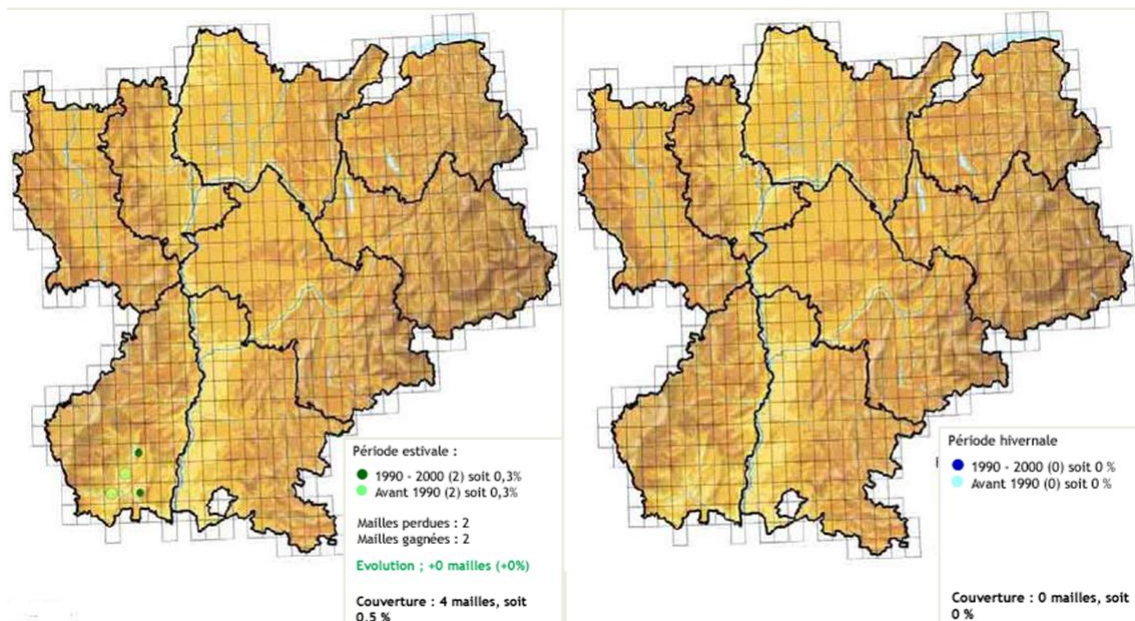 Période estivale :
1990 - 2000 (2) soit 0,3%
Avant 1990 (2) soit 0,3%
Mailles perdues : 2
Mailles gagnées : 2
Evolution ; +0 mailles (+0%)
Couverture : 4 mailles, soit
0.5 %
Période hivernale
1990 - 2000 (0) soit 0 %
Avant 1990 (0) soit 0 %
Couverture : 0 mailles, soit
0 %